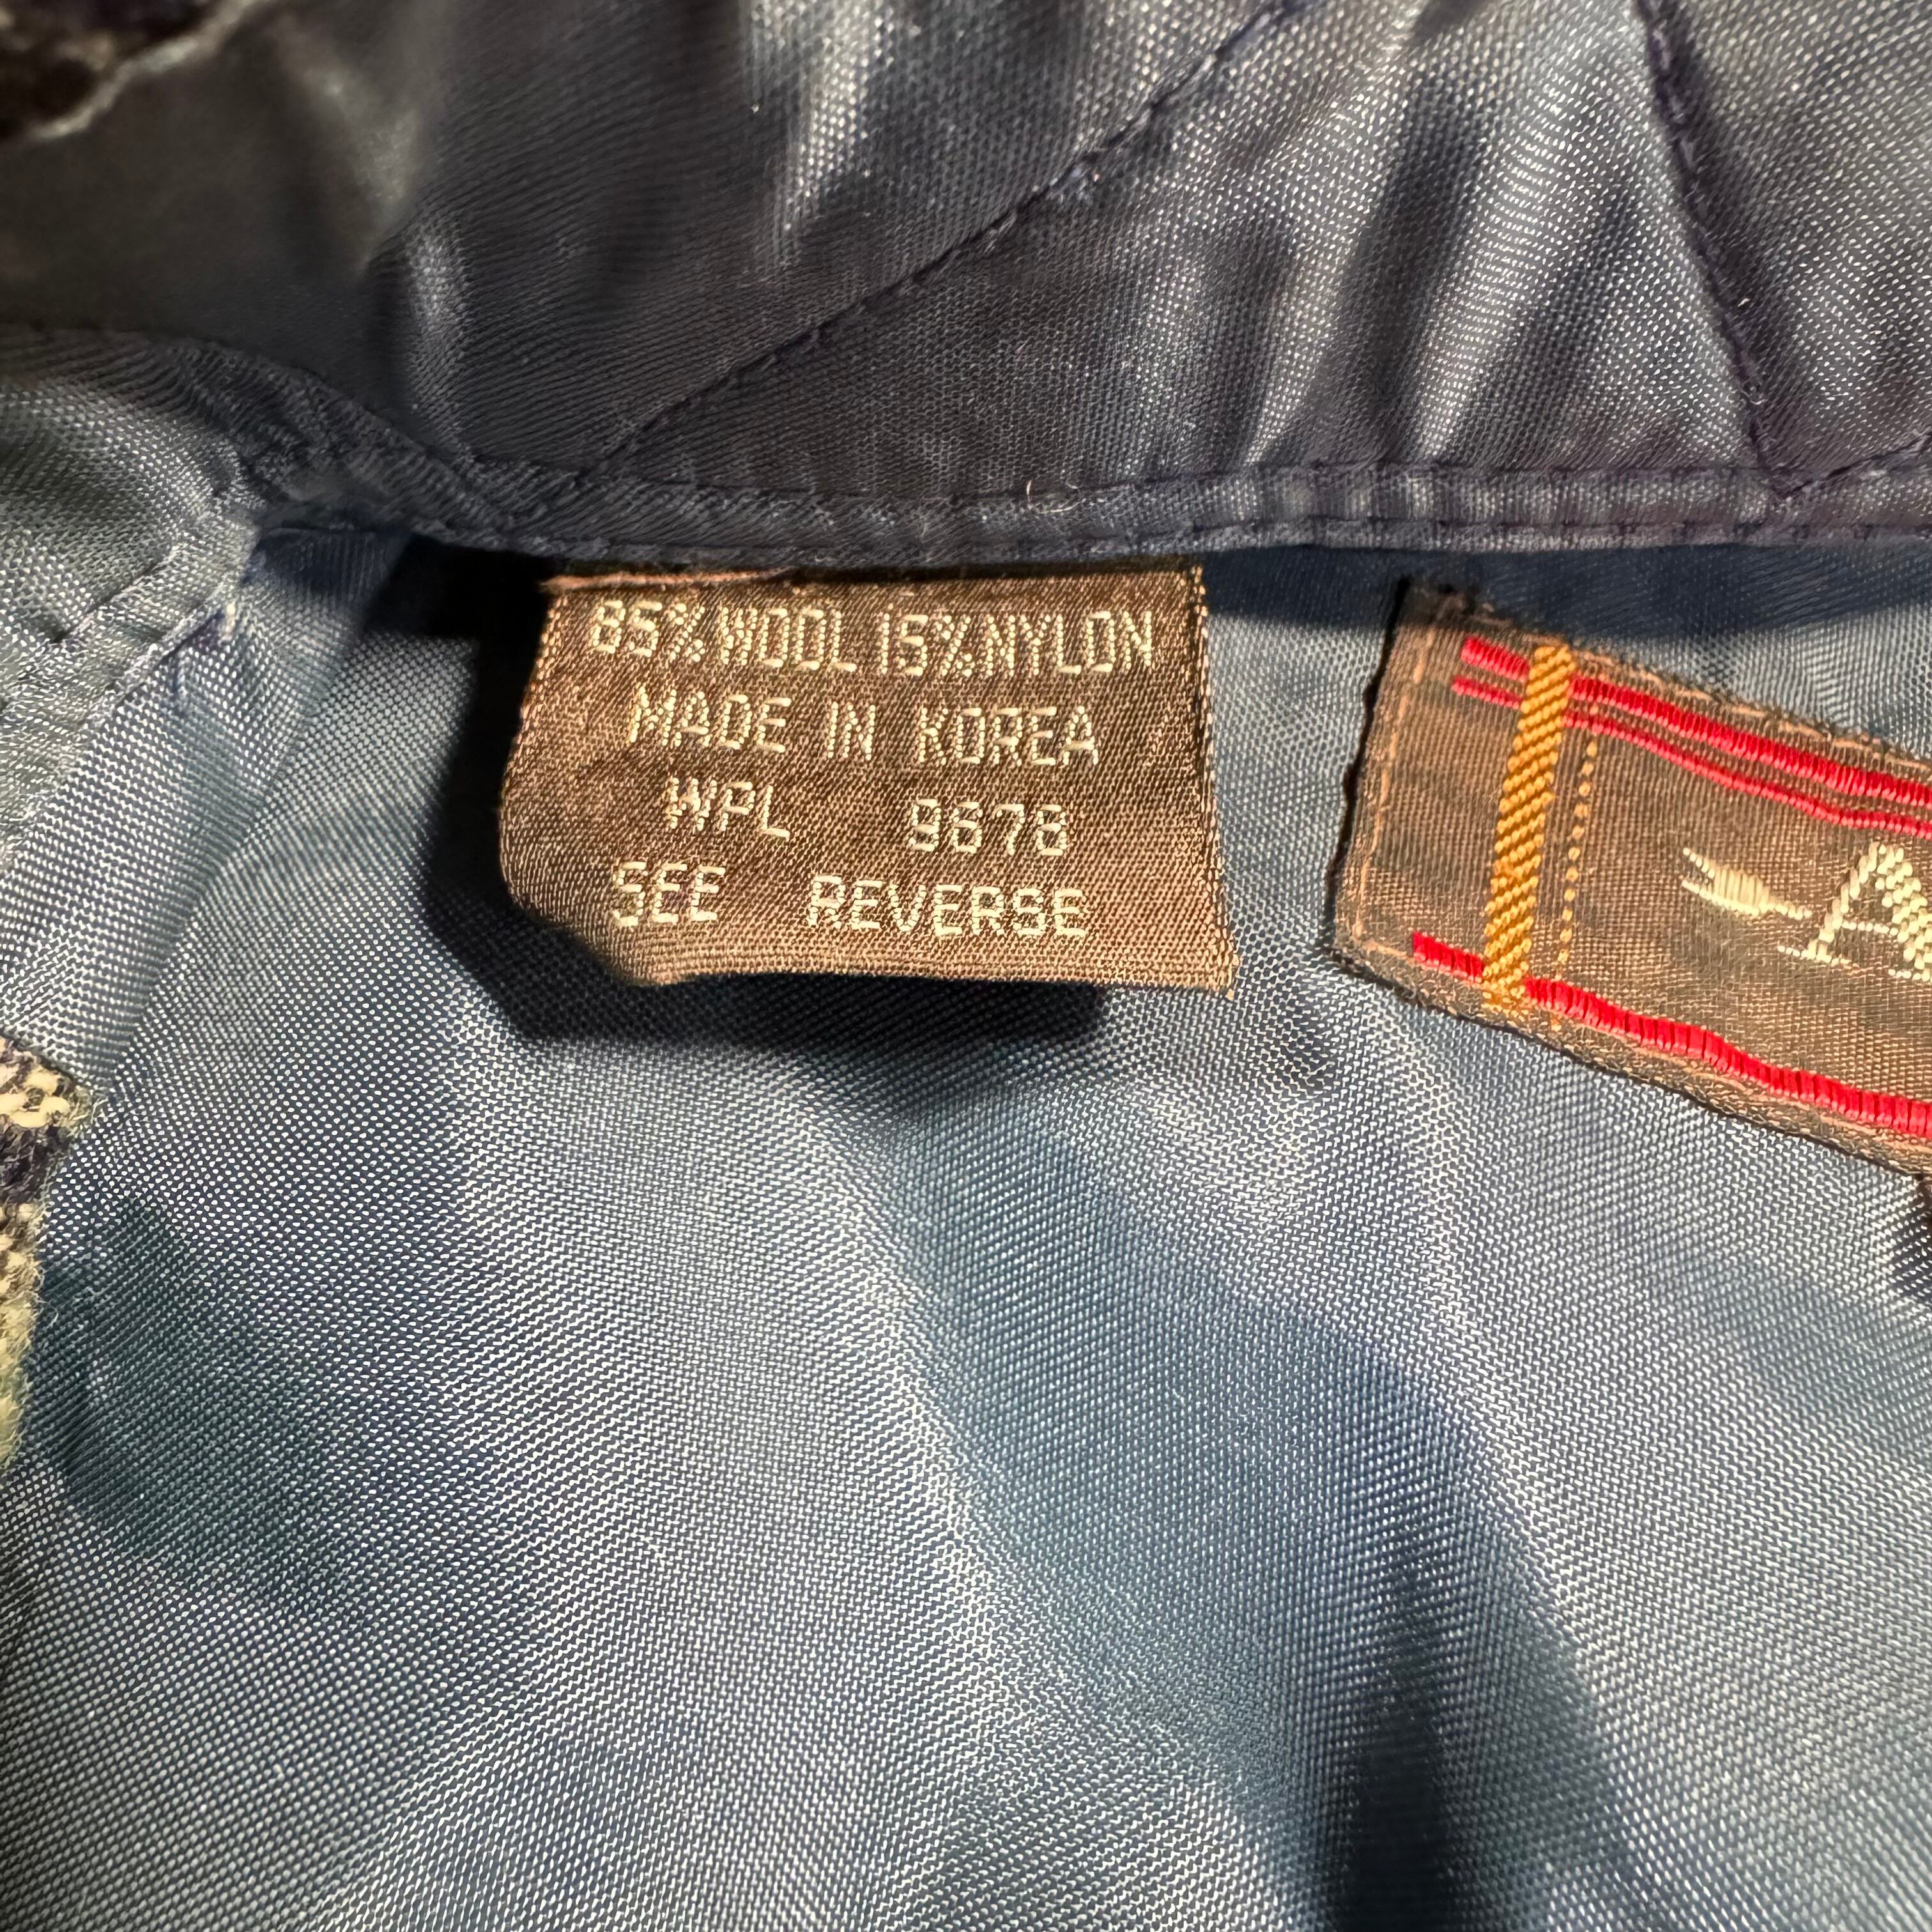 85% WOOL 15% NYLON
MADE IN KOREA
WPL 9678
SEE REVERSE
A